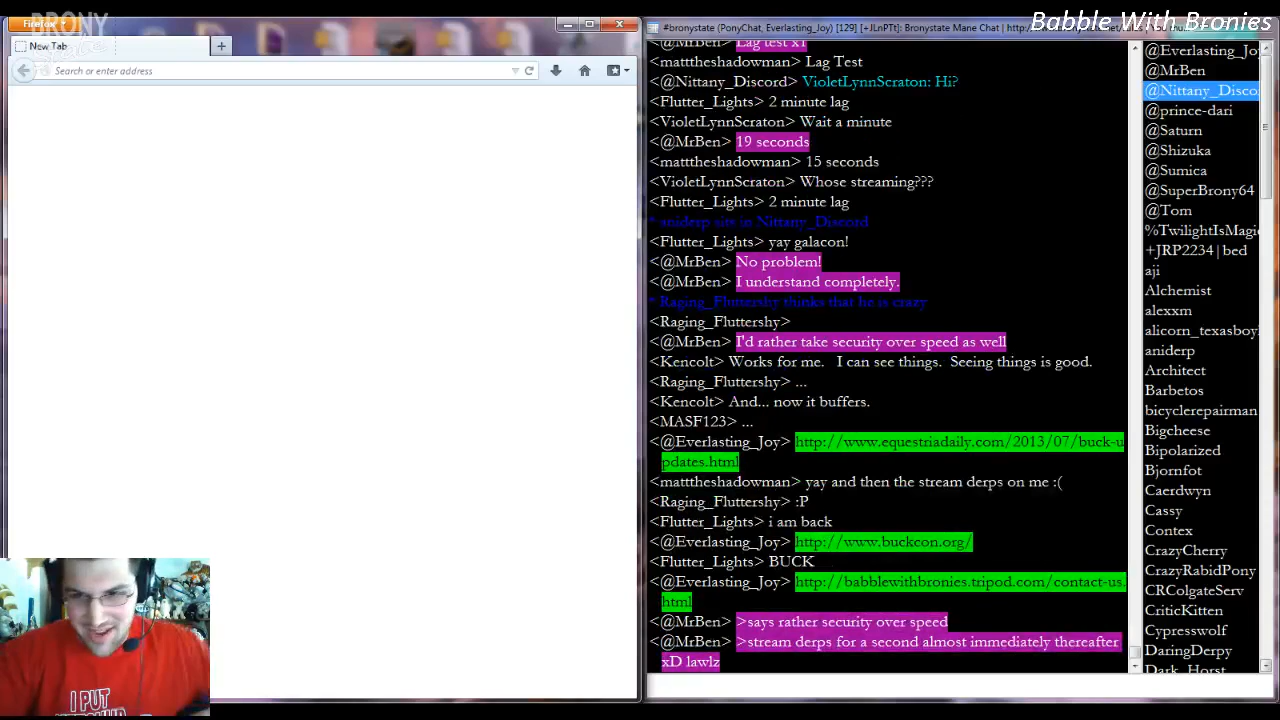 Firefox
BRONY
New Tab
Search or enter address
Babble With Bronies
#bronystate (PonyChat, Everlasting_Joy) [129] [+JLnPTt]: Bronystate Mane Chat | http://
<@MrBen> Lag test x1
matttheshadowman> Lag Test
<@Nittany_Discord> VioletLynnScraton: Hi?
<Flutter_Lights> 2 minute lag
<VioletLynnScraton> Wait a minute
<@MrBen> 19 seconds
<matttheshadowman> 15 seconds
<VioletLynnScraton> Whose streaming???
<Flutter_Lights> 2 minute lag
* aniderp sits in Nittany_Discord
<Flutter_Lights> yay galacon!
<@MrBen> No problem!
<@MrBen> I understand completely.
* Raging_Fluttershy thinks that he is crazy
<Raging_Fluttershy>
<@MrBen> I'd rather take security over speed as well
<Kencolt> Works for me. I can see things. Seeing things is good.
<Raging_Fluttershy> ...
<Kencolt> And... now it buffers.
<MASF123> ...
<@Everlasting_Joy> http://www.equestriadaily.com/2013/07/buck-u
pdates.html
<matttheshadowman> yay and then the stream derps on me :(
<Raging_Fluttershy> :P
<Flutter_Lights> i am back
<@Everlasting_Joy> http://www.buckcon.org/
<Flutter_Lights> BUCK
<@Everlasting_Joy> http://babblewithbronies.tripod.com/contact-us.
html
<@MrBen> >says rather security over speed
<@MrBen> >stream derps for a second almost immediately thereafter
xD lawlz
@Everlasting_Jo
@MrBen
@Nittany_Disco
@prince-dari
@Saturn
@Shizuka
@Sumica
@SuperBrony64
@Tom
%TwilightIsMagic
+JRP2234|bed
aji
Alchemist
alexxm
alicorn_texasboy
aniderp
Architect
Barbetos
bicyclerepairman
Bigcheese
Bipolarized
Bjornfot
Caerdwyn
Cassy
Contex
CrazyCherry
CrazyRabidPony
CRColgateServ
CriticKitten
Cypresswolf
DaringDerpy
Dark_Horst
I PUT